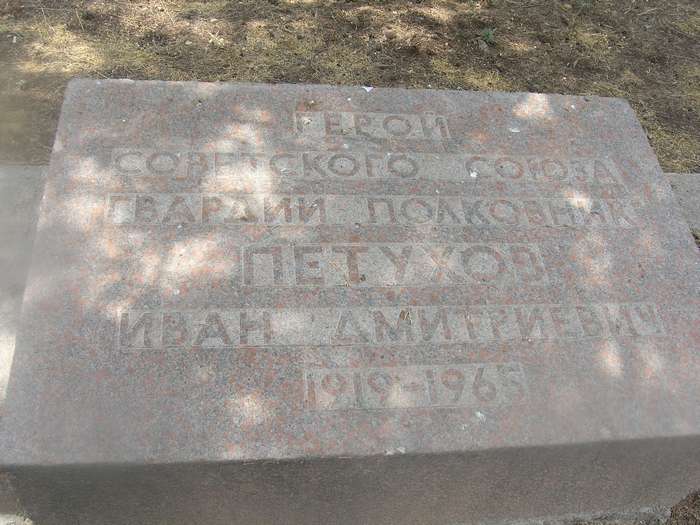 ГЕРОЙ
СОВЕТСКОГО СОЮЗА
ГВАРДИИ ПОЛКОВНИК
ПЕТУХОВ
ИВАН ДМИТРИЕВИЧ
1919-1965